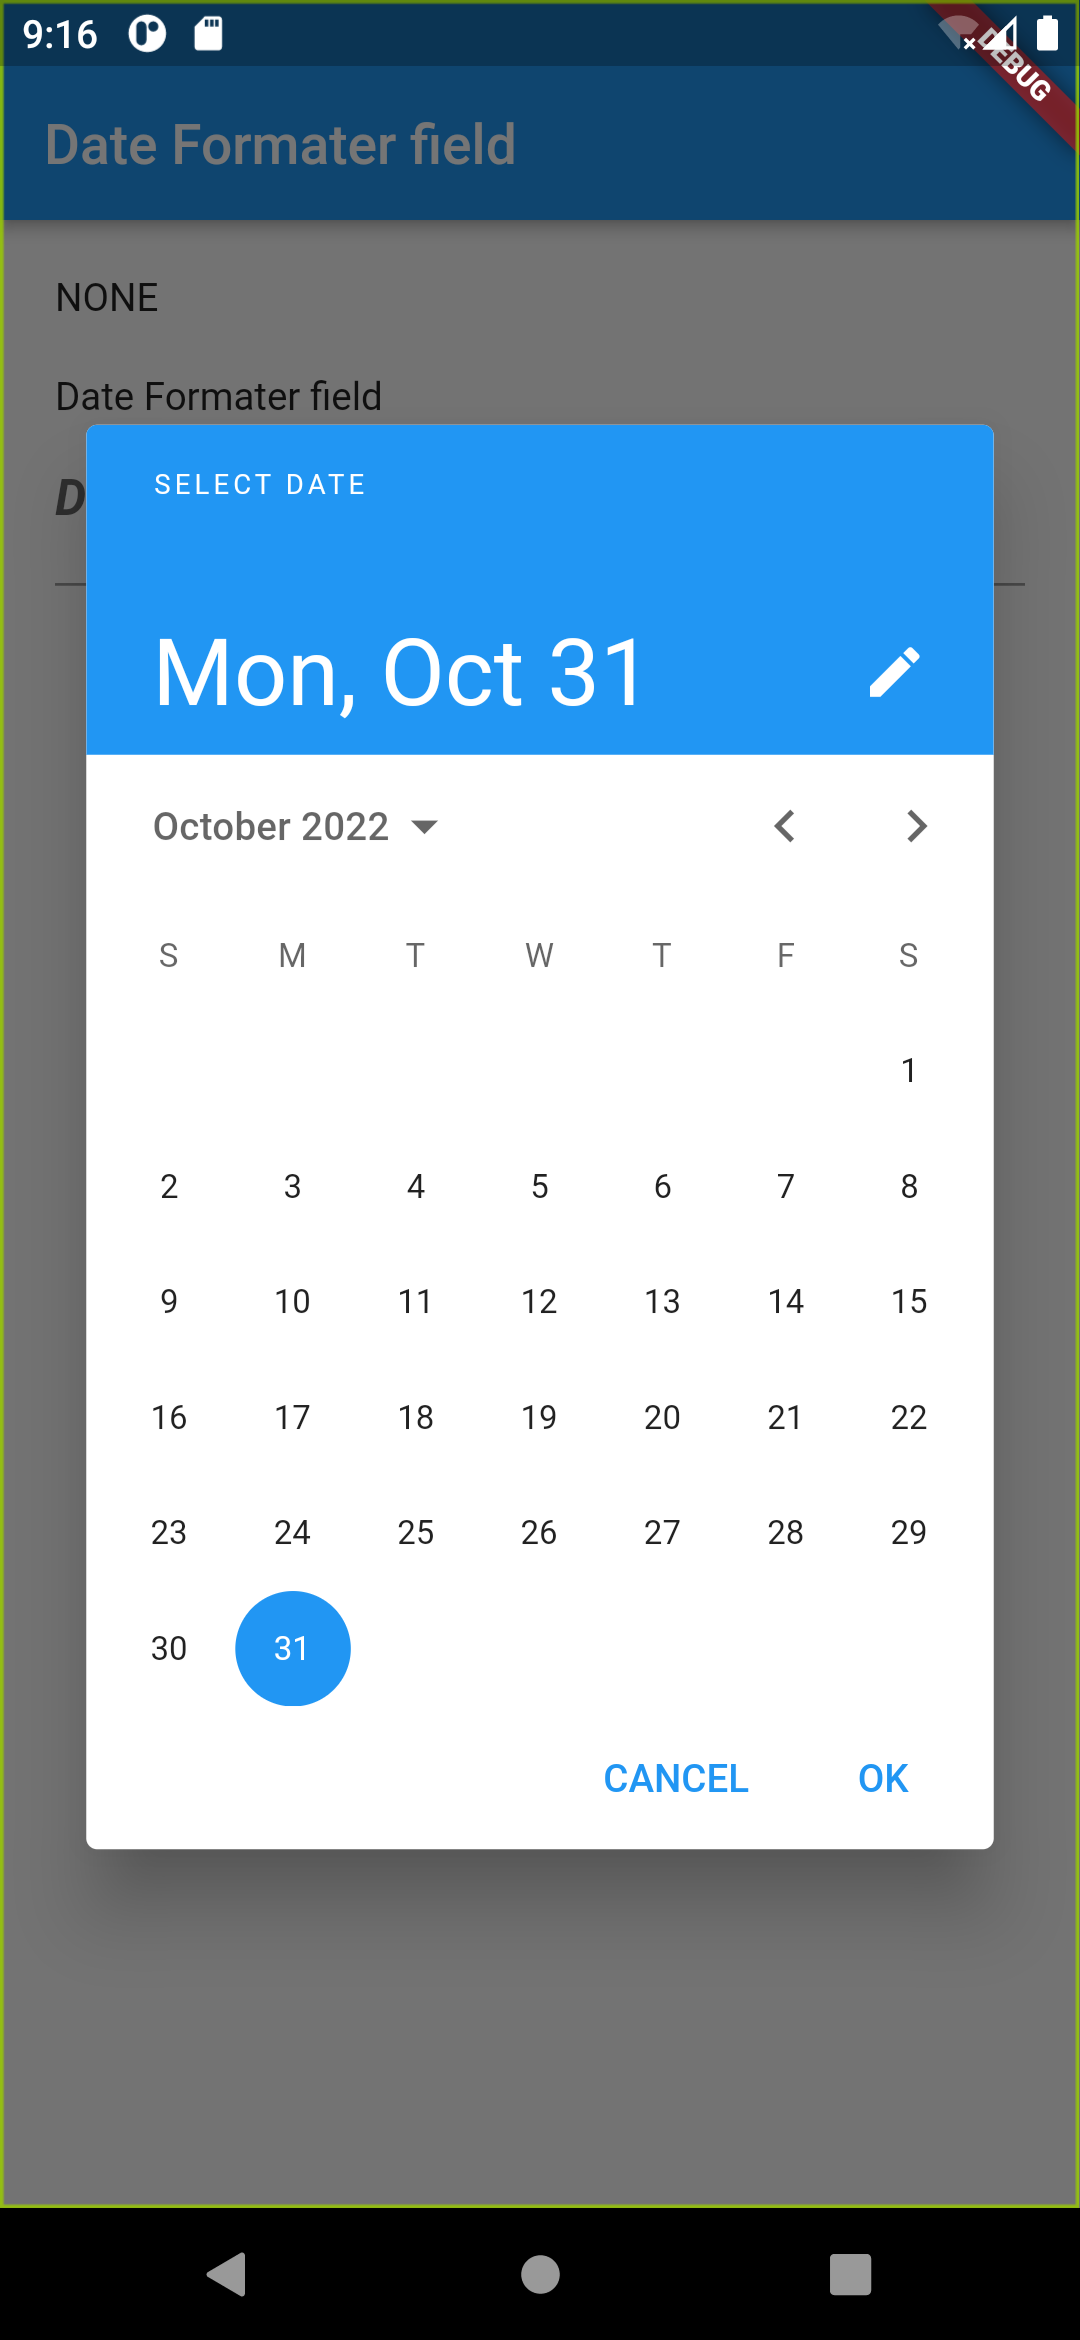 9:16
DEBUG
Date Formater field
NONE
Date Formater field
D
SELECT DATE
Mon, Oct 31
October 2022
S M T W T F S
1
2 3 4 5 6 7 8
9 10 11 12 13 14 15
16 17 18 19 20 21 22
23 24 25 26 27 28 29
30 31
CANCEL OK